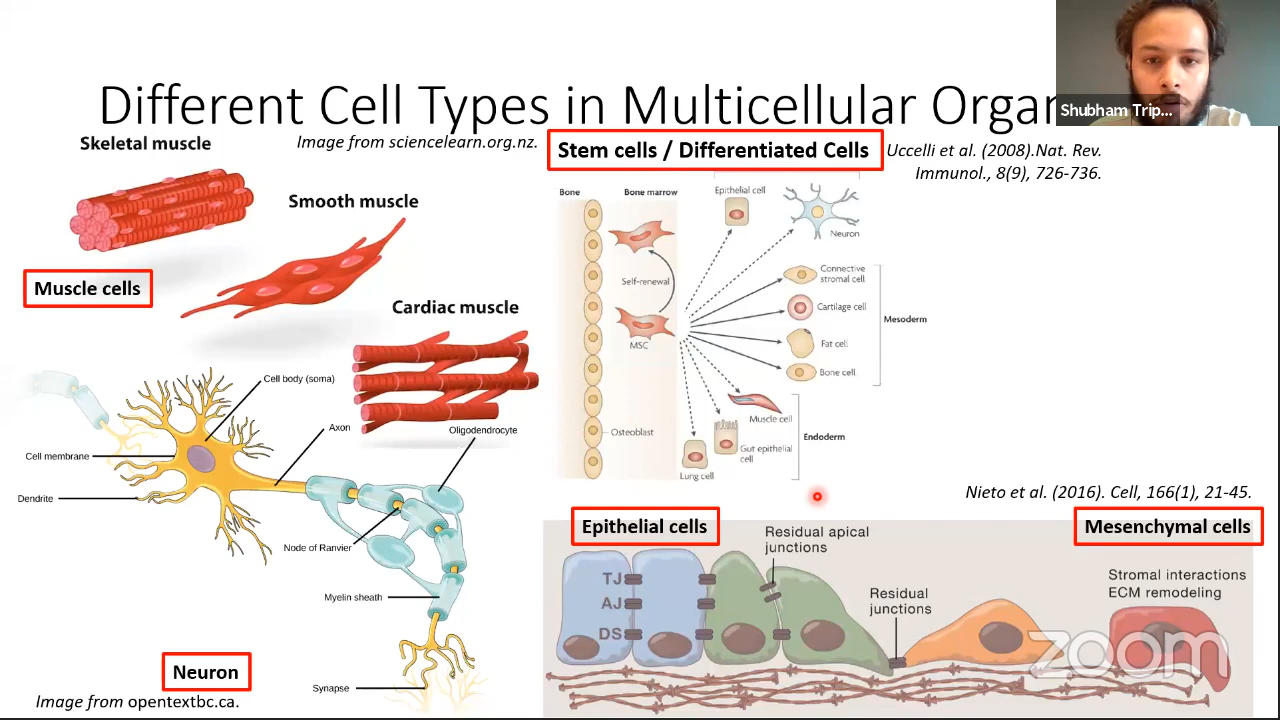 Different Cell Types in Multicellular Organ
Shubham Trip...
Skeletal muscle
Image from sciencelearn.org.nz.
Smooth muscle
Muscle cells
Cardiac muscle
Stem cells / Differentiated Cells
Uccelli et al. (2008).Nat. Rev.
Immunol., 8(9), 726-736.
Bone
Bone marrow
Epithelial cell
Neuron
Self-renewal
MSC
Connective
stromal cell
Cartilage cell
Fat cell
Bone cell
Mesoderm
Muscle cell
Gut epithelial
cell
Lung cell
Endoderm
Osteoblast
Cell body (soma)
Axon
Oligodendrocyte
Cell membrane
Dendrite
Node of Ranvier
Myelin sheath
Synapse
Neuron
Image from opentextbc.ca.
Nieto et al. (2016). Cell, 166(1), 21-45.
Epithelial cells
Mesenchymal cells
Residual apical
junctions
TJ
AJ
DS
Residual
junctions
Stromal interactions
ECM remodeling
zoom